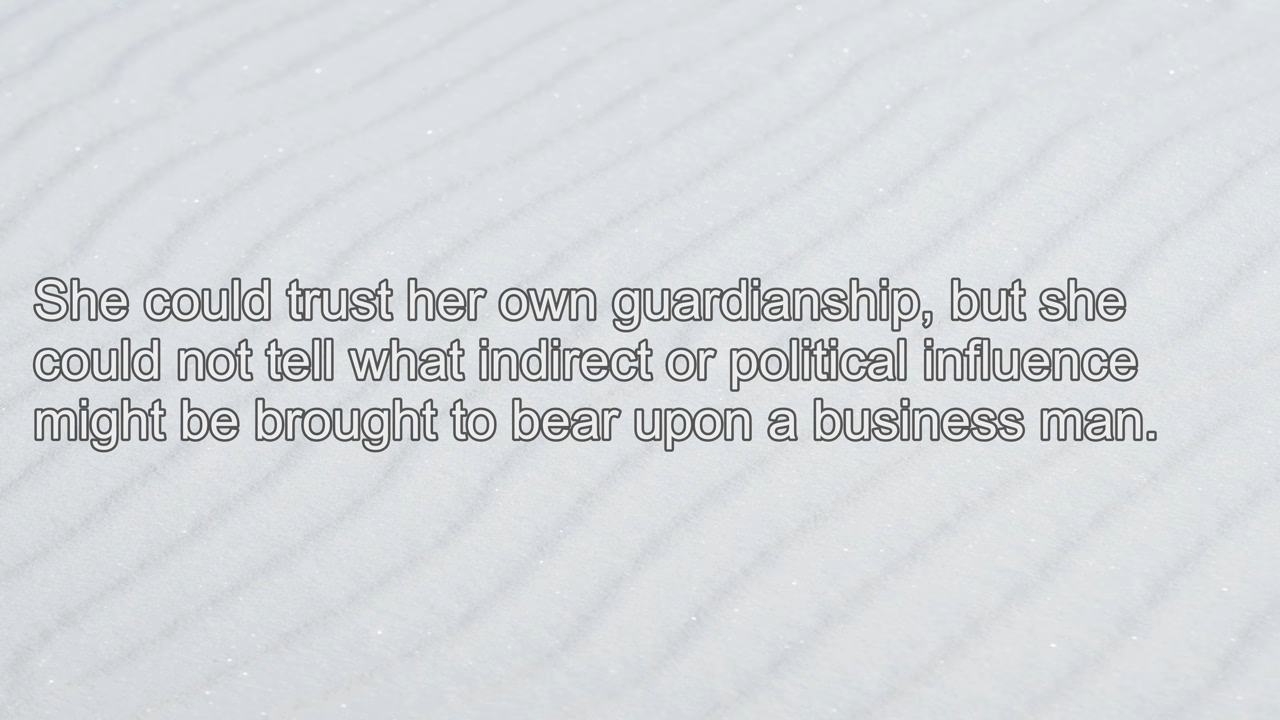 She could trust her own guardianship, but she
could not tell what indirect or political influence
might be brought to bear upon a business man.